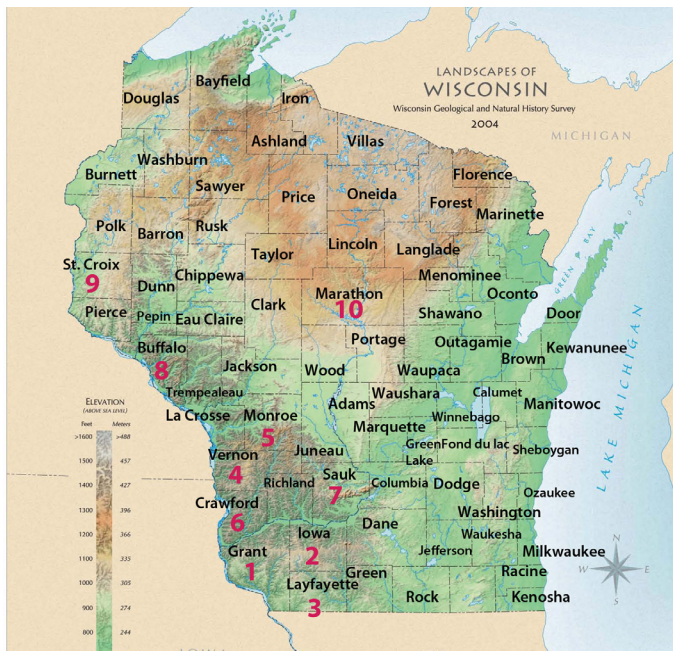 LANDSCAPES OF
WISCONSIN
Wisconsin Geological and Natural History Survey
2004
MICHIGAN
Bayfield
Douglas
Iron
Ashland
Villas
Washburn
Burnett
Sawyer
Price
Oneida
Florence
Forest
Marinette
Polk
Barron
Rusk
Lincoln
Langlade
Taylor
St. Croix
9
Chippewa
Dunn
Menominee
Marathon
10
Oconto
Clark
Pierce
Pepin
Eau Claire
Shawano
Door
GREEN BAY
Portage
Outagamie
Kewanunee
Buffalo
8
Brown
Jackson
Wood
Waupaca
Trempealeau
Waushara
Calumet
Adams
Manitowoc
La Crosse
Monroe
5
Winnebago
Marquette
LAKE MICHIGAN
Green
Lake
Fond du lac
Sheboygan
Vernon
4
Juneau
Sauk
7
Richland
Columbia
Dodge
Ozaukee
Crawford
6
Washington
Iowa
2
Dane
Waukesha
Jefferson
Milkwaukee
Grant
1
Green
Racine
Layfayette
3
Rock
Kenosha
N
W E
S
ELEVATION
(ABOVE SEA LEVEL)
Feet Meters
>1600 >488
1500 457
1400 427
1300 396
1200 366
1100 335
1000 305
900 274
800 244
IOWA